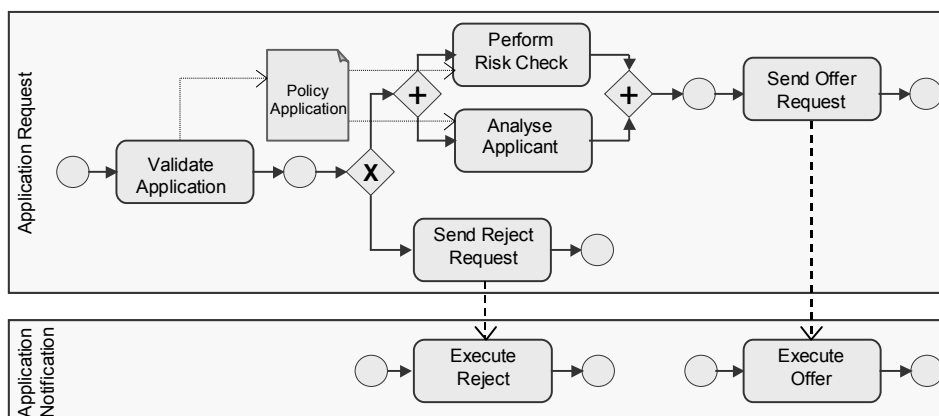 Application Request
Perform
Risk Check
Policy
Application
+
+
Send Offer
Request
Analyse
Applicant
Validate
Application
X
Send Reject
Request
Application
Notification
Execute
Reject
Execute
Offer